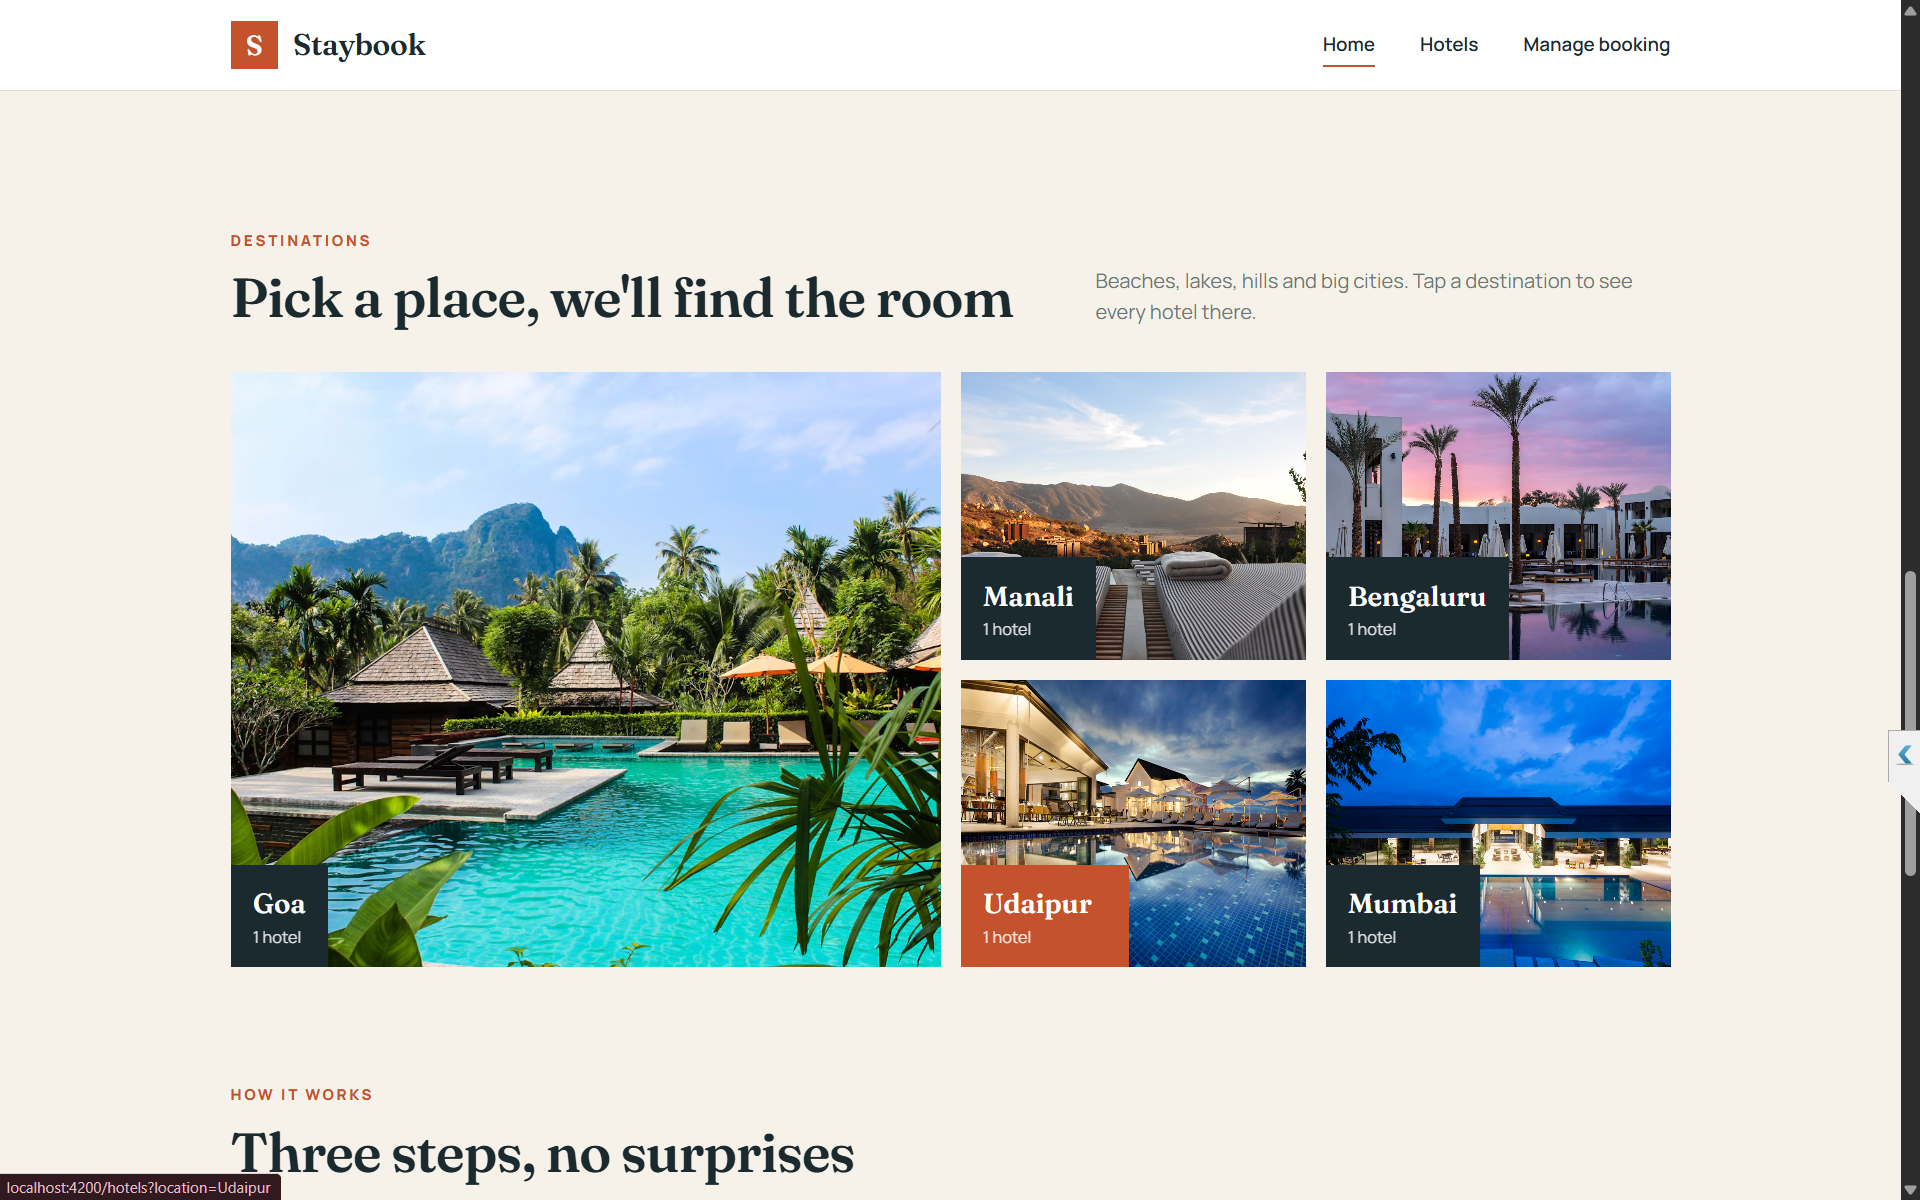 S Staybook
Home Hotels Manage booking
DESTINATIONS
Pick a place, we'll find the room
Beaches, lakes, hills and big cities. Tap a destination to see
every hotel there.
Manali
1 hotel
Bengaluru
1 hotel
Goa
1 hotel
Udaipur
1 hotel
Mumbai
1 hotel
HOW IT WORKS
Three steps, no surprises
localhost:4200/hotels?location=Udaipur